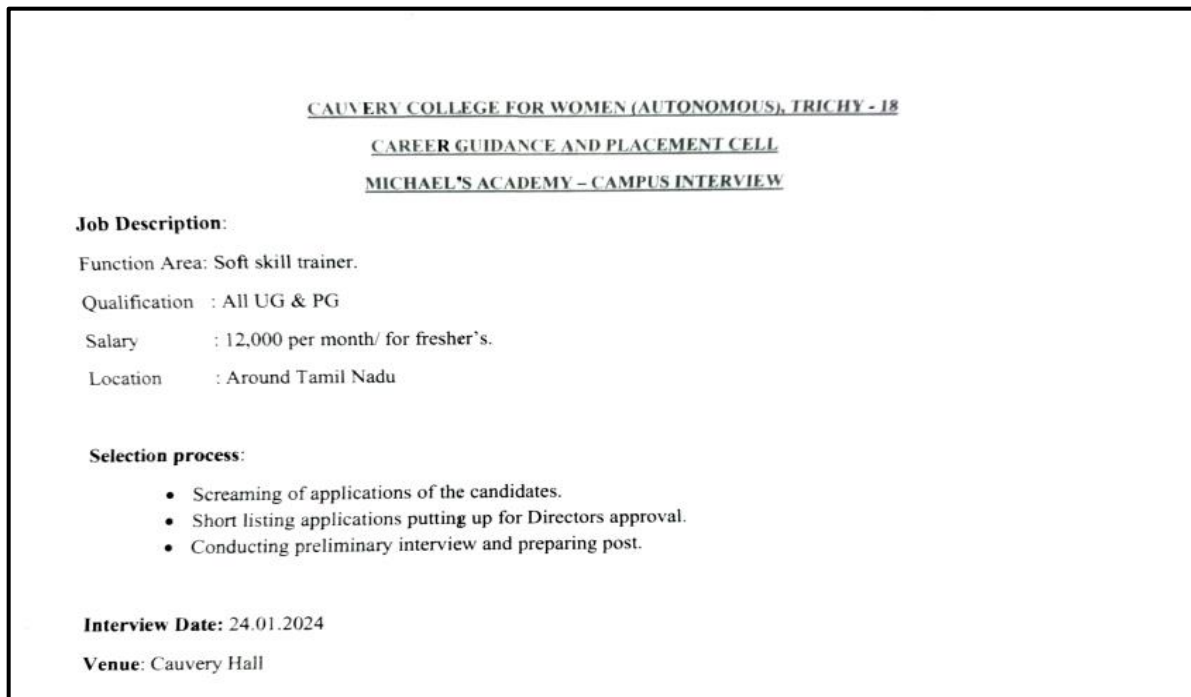 CAUVERY COLLEGE FOR WOMEN (AUTONOMOUS), TRICHY - 18
CAREER GUIDANCE AND PLACEMENT CELL
MICHAEL'S ACADEMY – CAMPUS INTERVIEW
Job Description:
Function Area: Soft skill trainer.
Qualification : All UG & PG
Salary : 12,000 per month/ for fresher's.
Location : Around Tamil Nadu
Selection process:
• Screaming of applications of the candidates.
• Short listing applications putting up for Directors approval.
• Conducting preliminary interview and preparing post.
Interview Date: 24.01.2024
Venue: Cauvery Hall